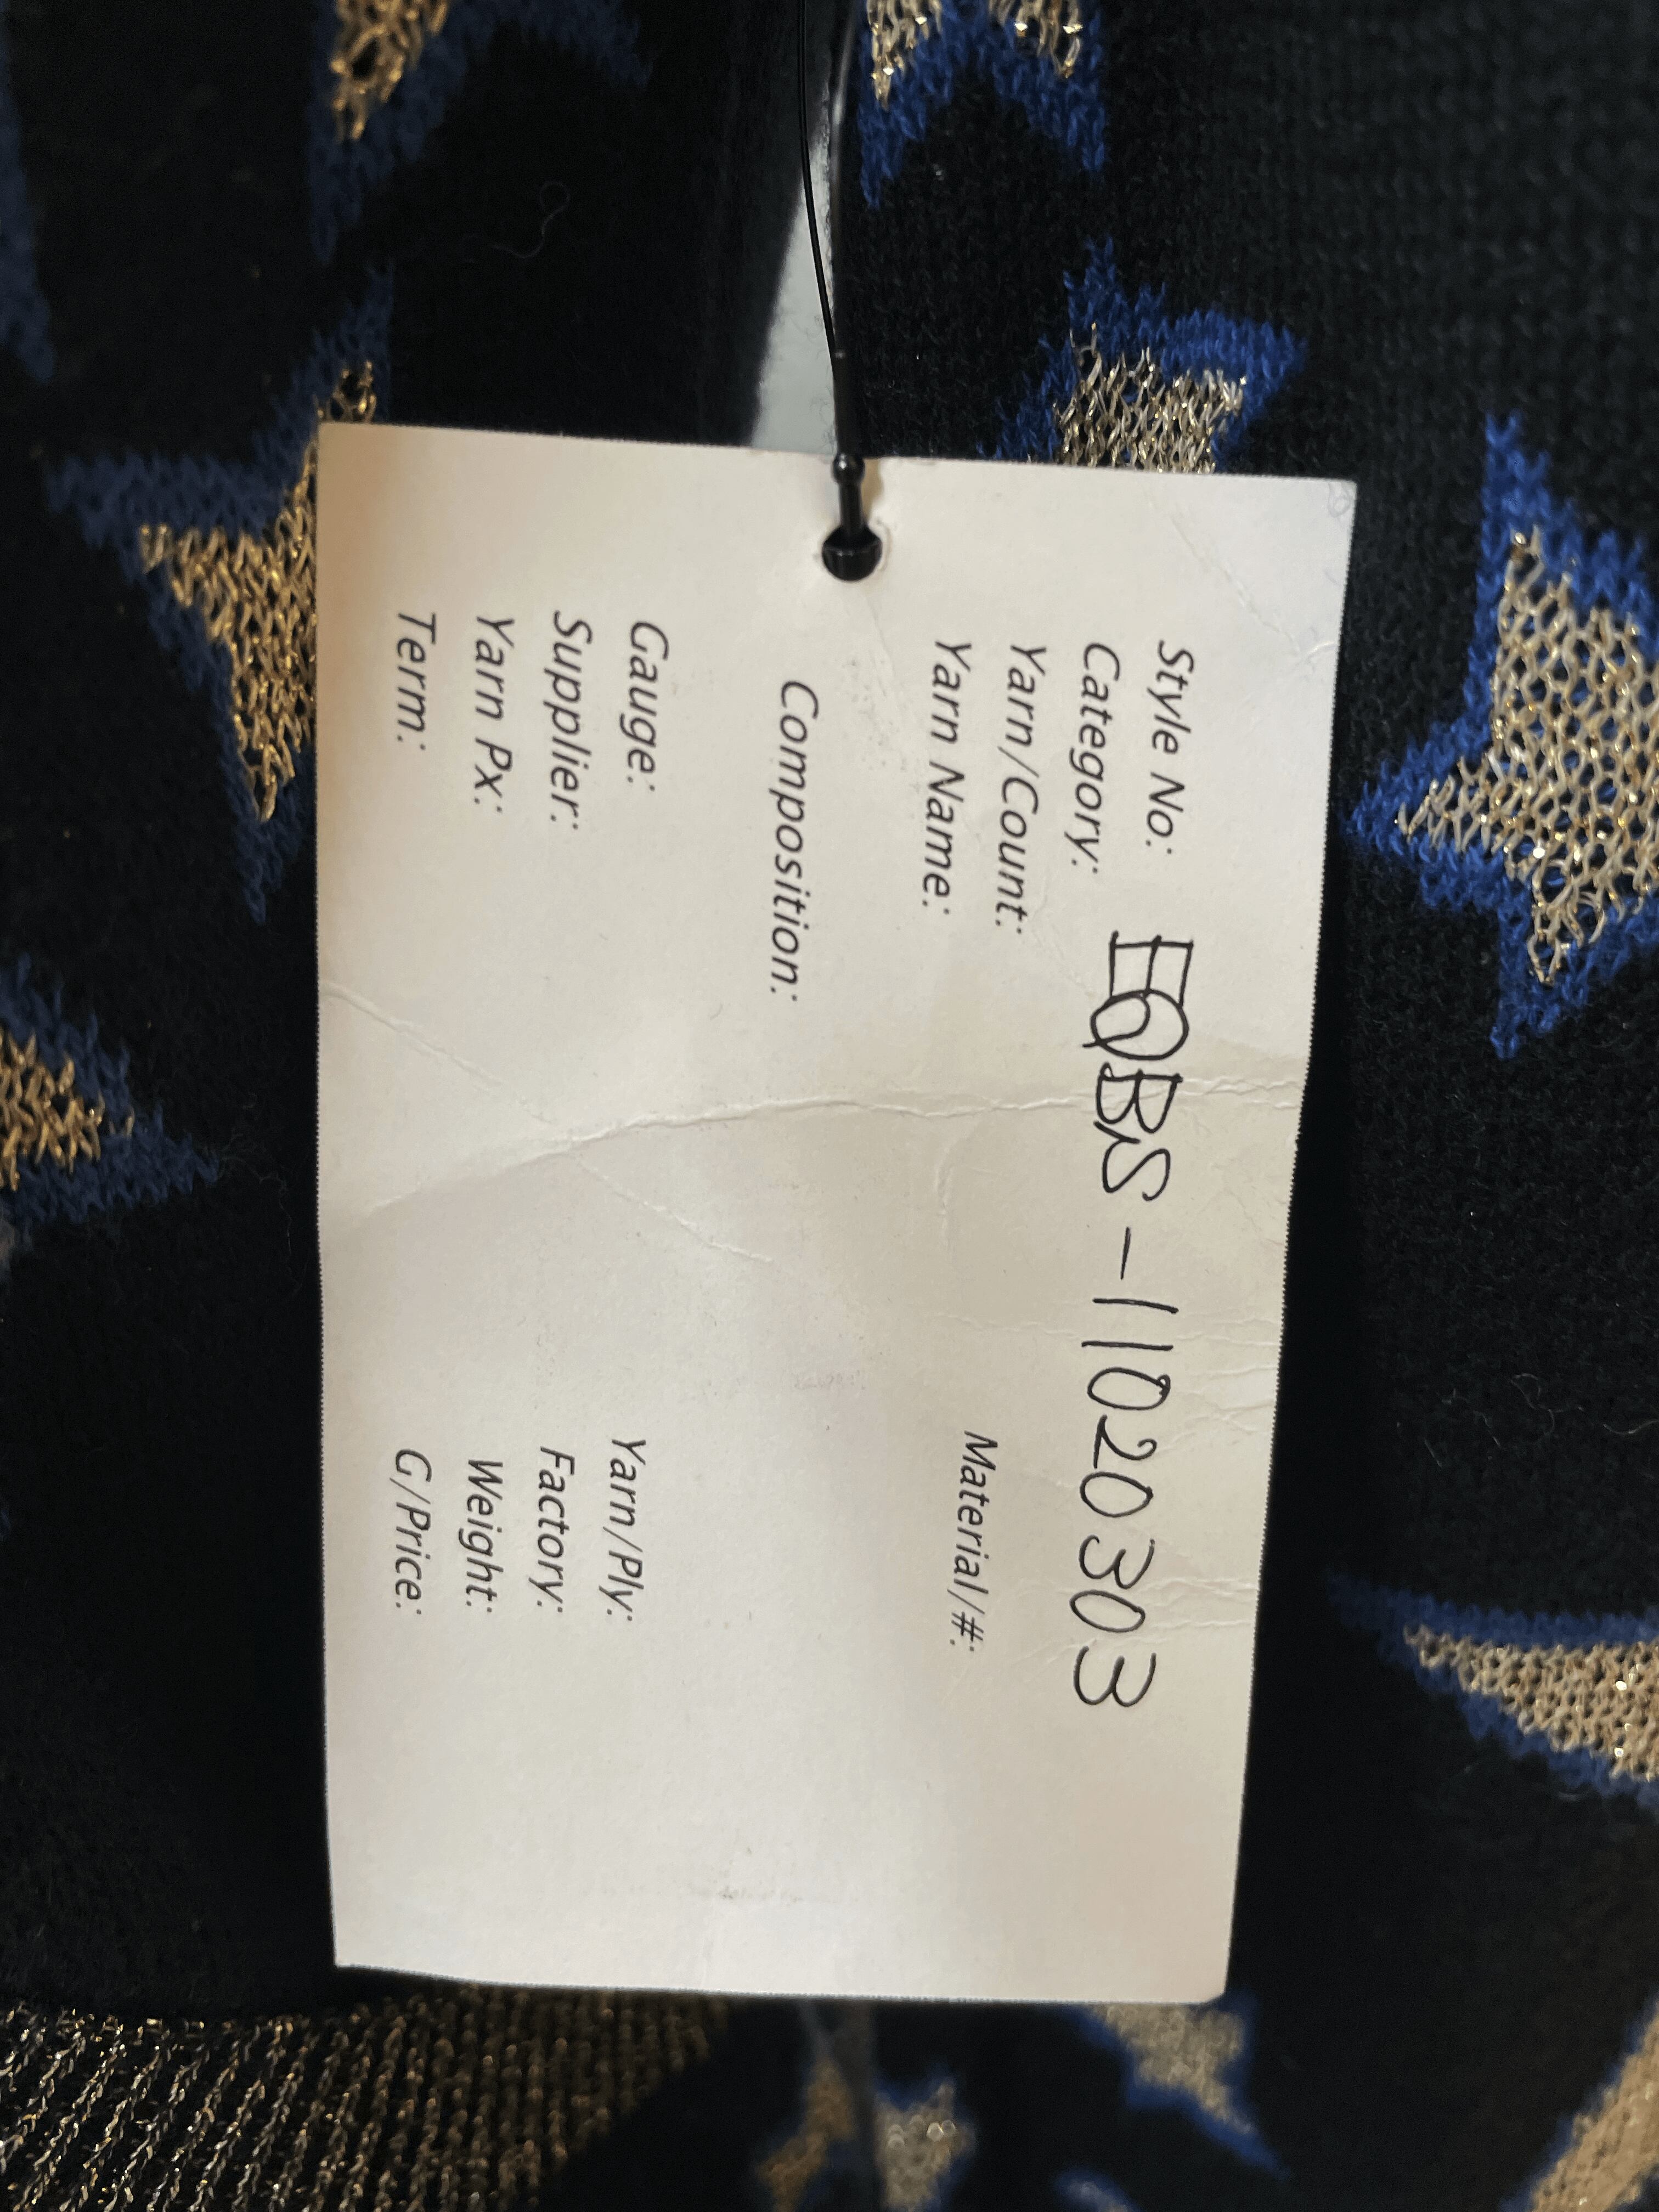 Style No: EQBS-11020303
Category:
Yarn/Count:
Yarn Name: Material/#:
Composition:
Gauge: Yarn/Ply:
Supplier: Factory:
Yarn Px: Weight:
Term: G/Price: